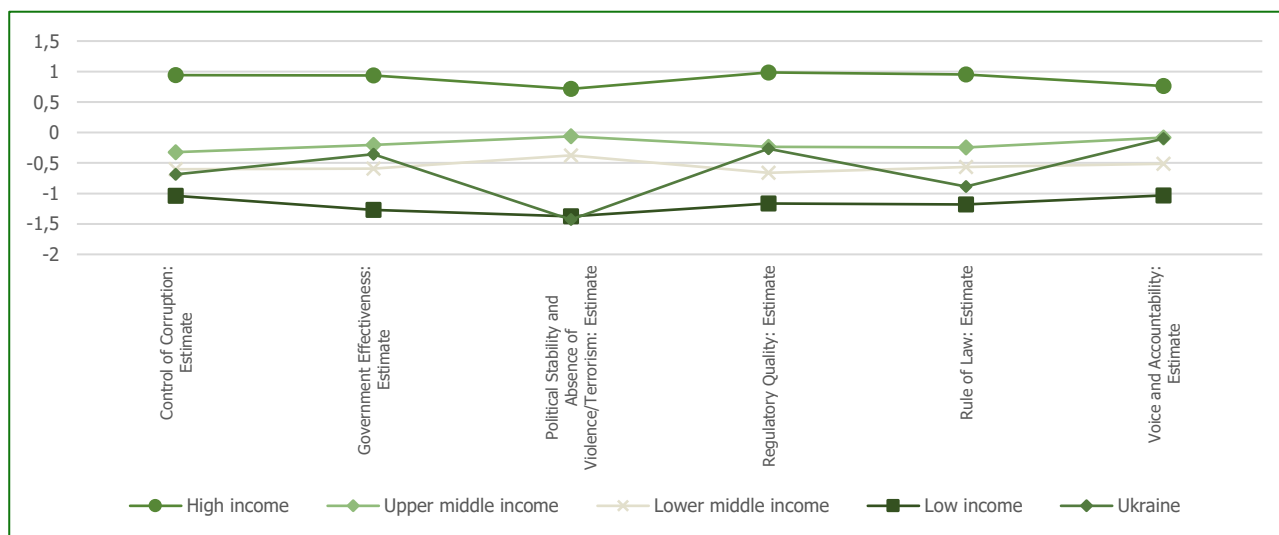 1,5
1
0,5
0
-0,5
-1
-1,5
-2
Control of Corruption:
Estimate
Government Effectiveness:
Estimate
Political Stability and
Absence of
Violence/Terrorism: Estimate
Regulatory Quality: Estimate
Rule of Law: Estimate
Voice and Accountability:
Estimate
High income
Upper middle income
Lower middle income
Low income
Ukraine